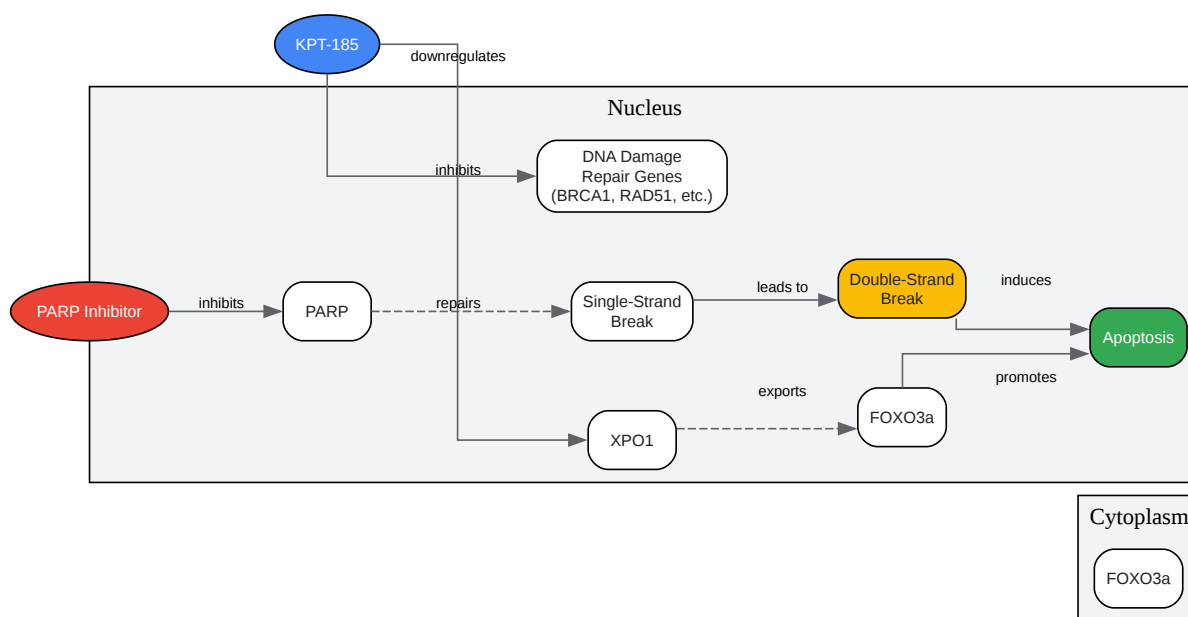 KPT-185
downregulates
Nucleus
DNA Damage
Repair Genes
(BRCA1, RAD51, etc.)
inhibits
PARP Inhibitor
inhibits
PARP
repairs
Single-Strand
Break
leads to
Double-Strand
Break
induces
Apoptosis
promotes
exports
FOXO3a
XPO1
Cytoplasm
FOXO3a